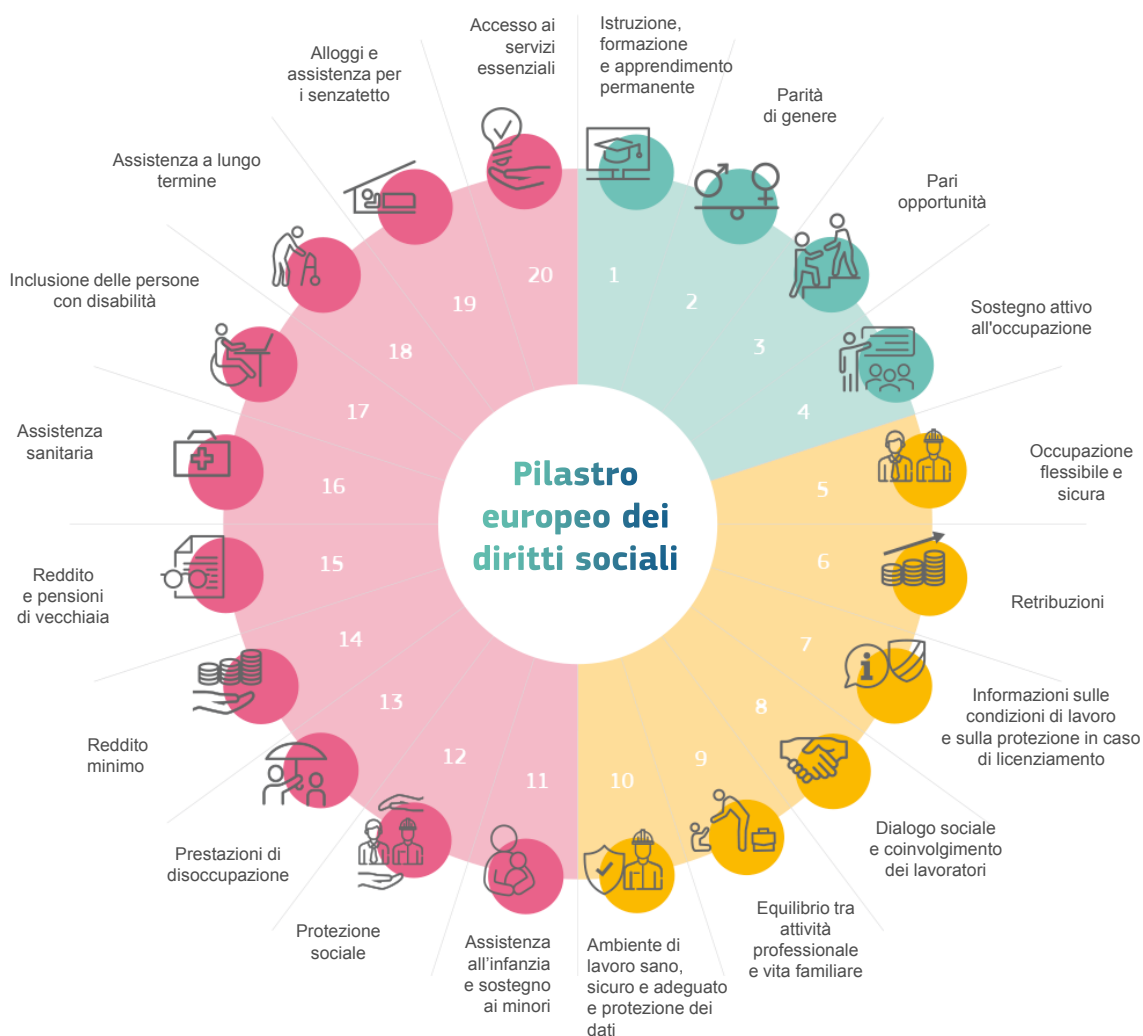 Accesso ai
servizi
essenziali
Istruzione,
formazione
e apprendimento
permanente
Alloggi e
assistenza per
i senzatetto
Parità
di genere
Assistenza a lungo
termine
Pari
opportunità
Inclusione delle persone
con disabilità
Sostegno attivo
all'occupazione
Assistenza
sanitaria
Occupazione
flessibile e
sicura
Reddito
e pensioni
di vecchiaia
Retribuzioni
Reddito
minimo
Informazioni sulle
condizioni di lavoro
e sulla protezione in caso
di licenziamento
Prestazioni di
disoccupazione
Dialogo sociale
e coinvolgimento
dei lavoratori
Protezione
sociale
Assistenza
all’infanzia
e sostegno
ai minori
Ambiente di
lavoro sano,
sicuro e adeguato
e protezione dei
dati
Equilibrio tra
attività
professionale
e vita familiare
1
2
3
4
5
6
7
8
9
10
11
12
13
14
15
16
17
18
19
20
i
Pilastro
europeo dei
diritti sociali